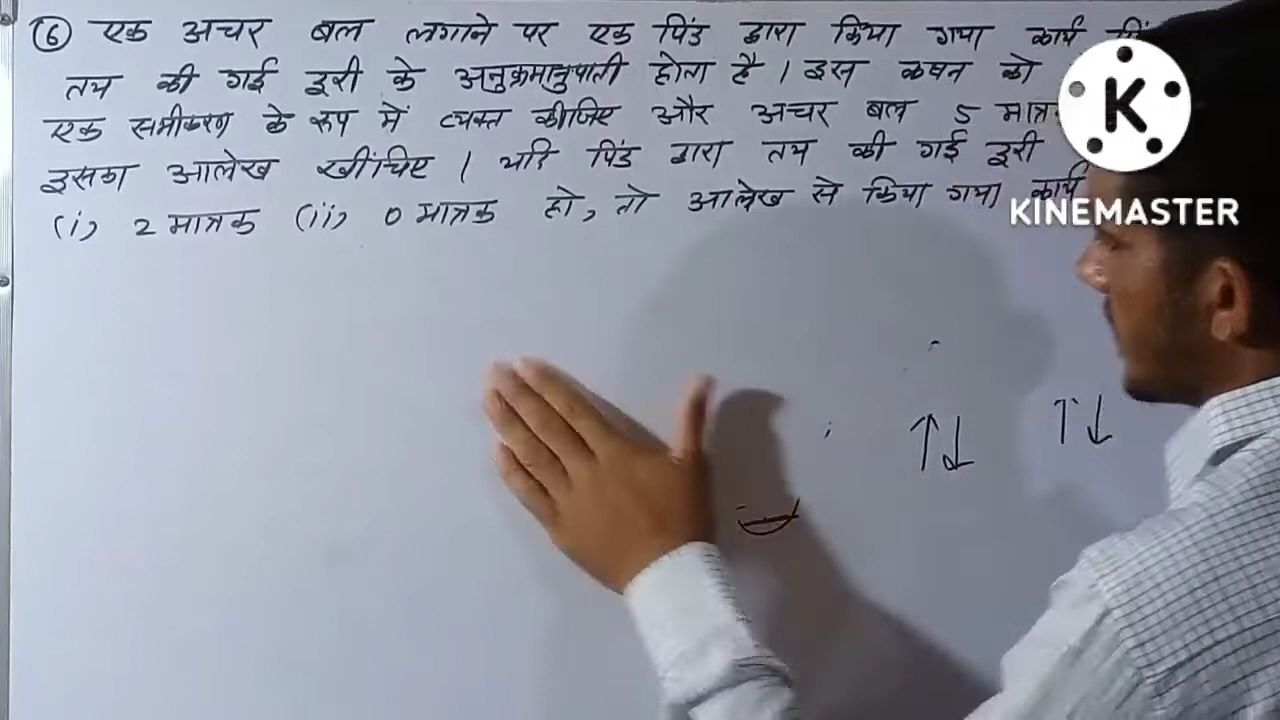 ⑥ एक अचर बल लगाने पर एक पिंड द्वारा किया गया कार्य
तय की गई दूरी के अनुक्रमानुपाती होता है। इस कथन को
एक समीकरण के रूप में व्यक्त कीजिए और अचर बल 5
इसका आलेख खींचिए। यदि पिंड द्वारा तय की गई दूरी
(i) 2 मात्रक (ii) 0 मात्रक हो, तो आलेख से किया गया कार्य
K
KINEMASTER